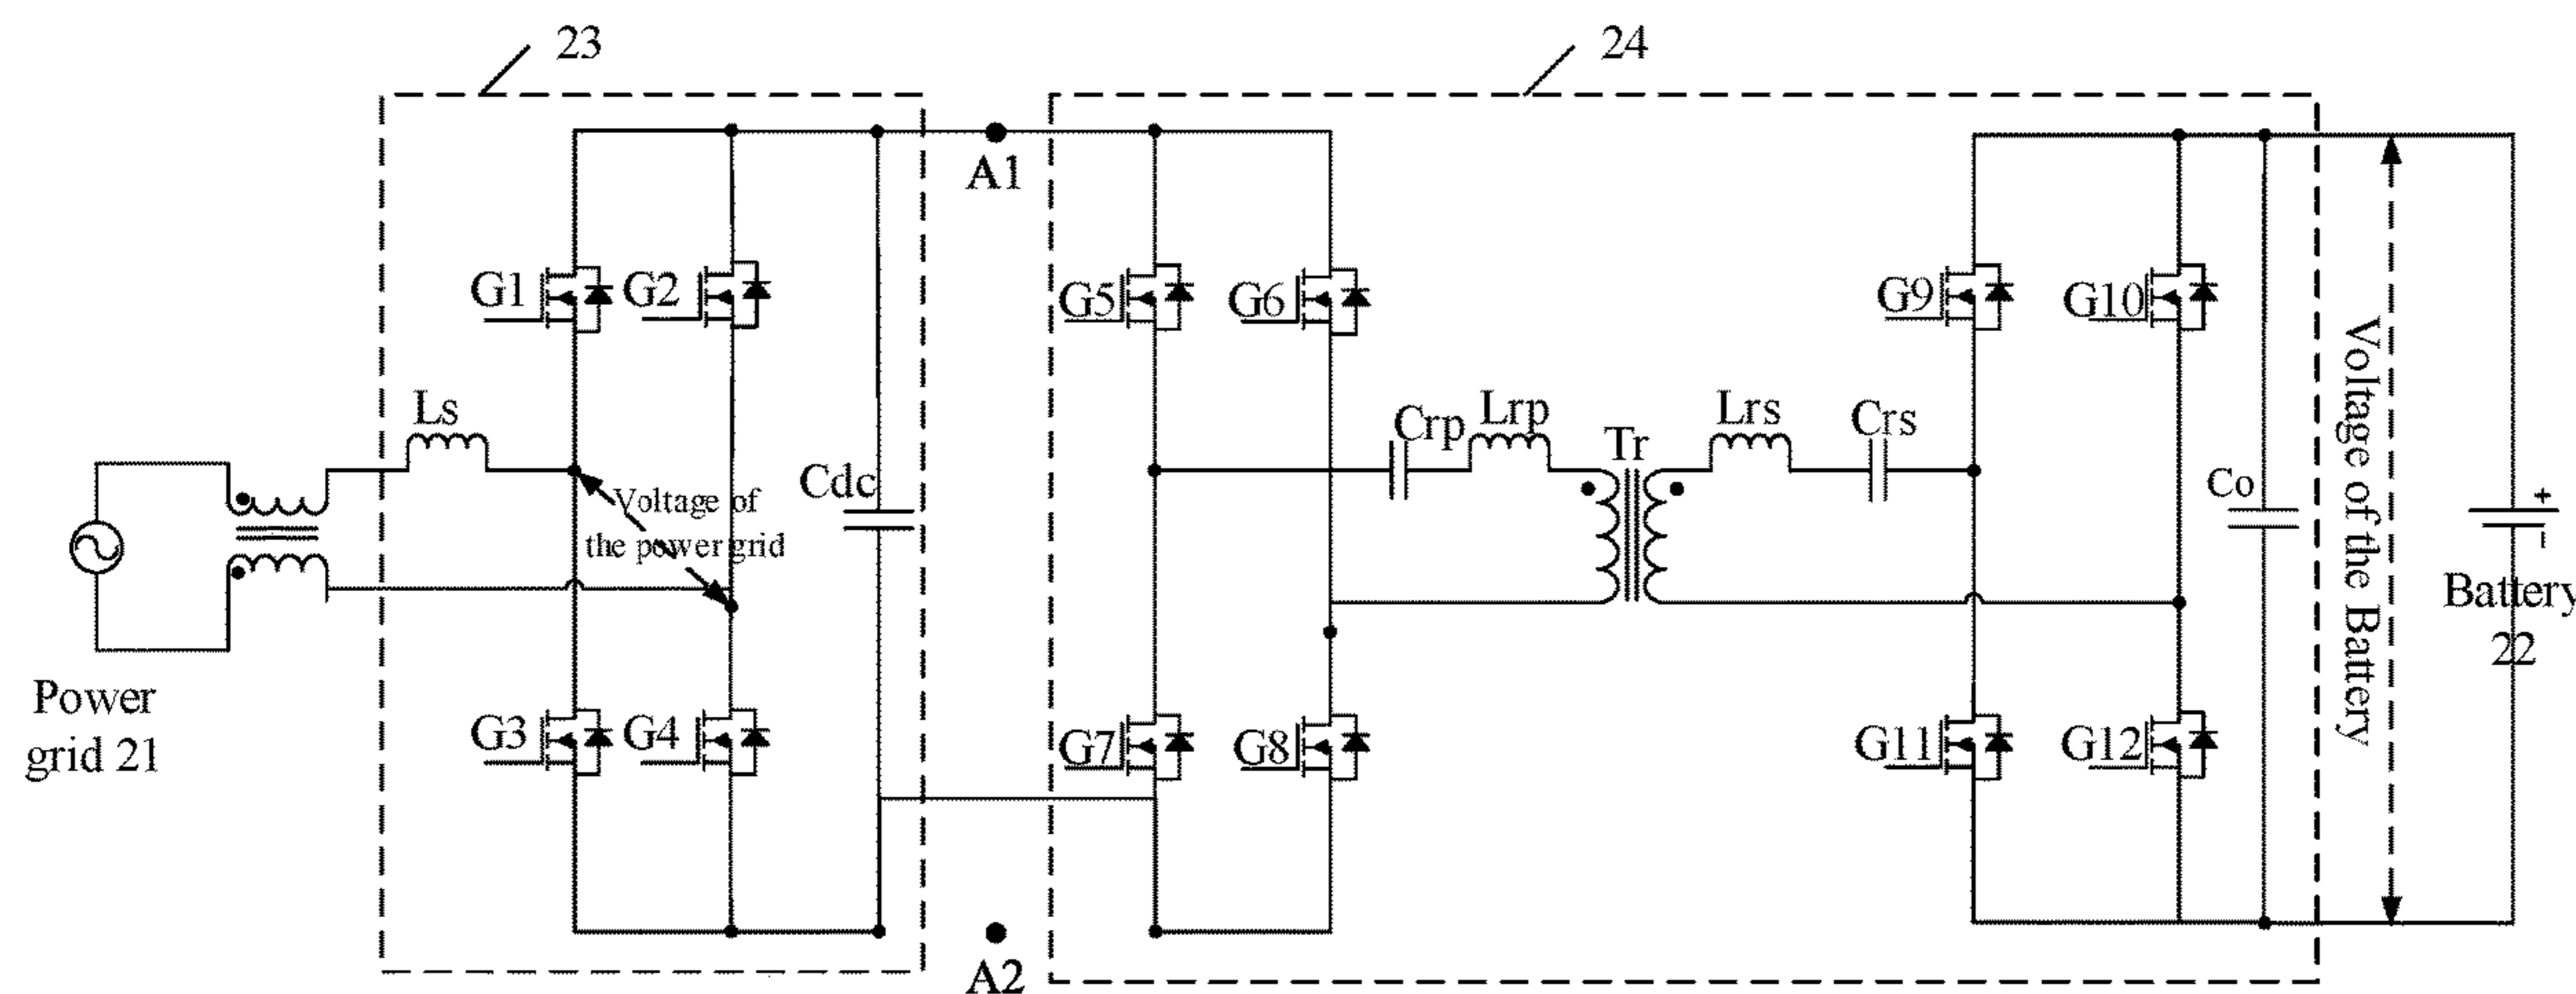 23
24
A1
G1
G2
G5
G6
G9
G10
Ls
Crp
Lrp
Tr
Lrs
Crs
Cdc
Co
Voltage of
the power grid
Voltage of the Battery
+
-
Battery
22
Power
grid 21
G3
G4
G7
G8
G11
G12
A2